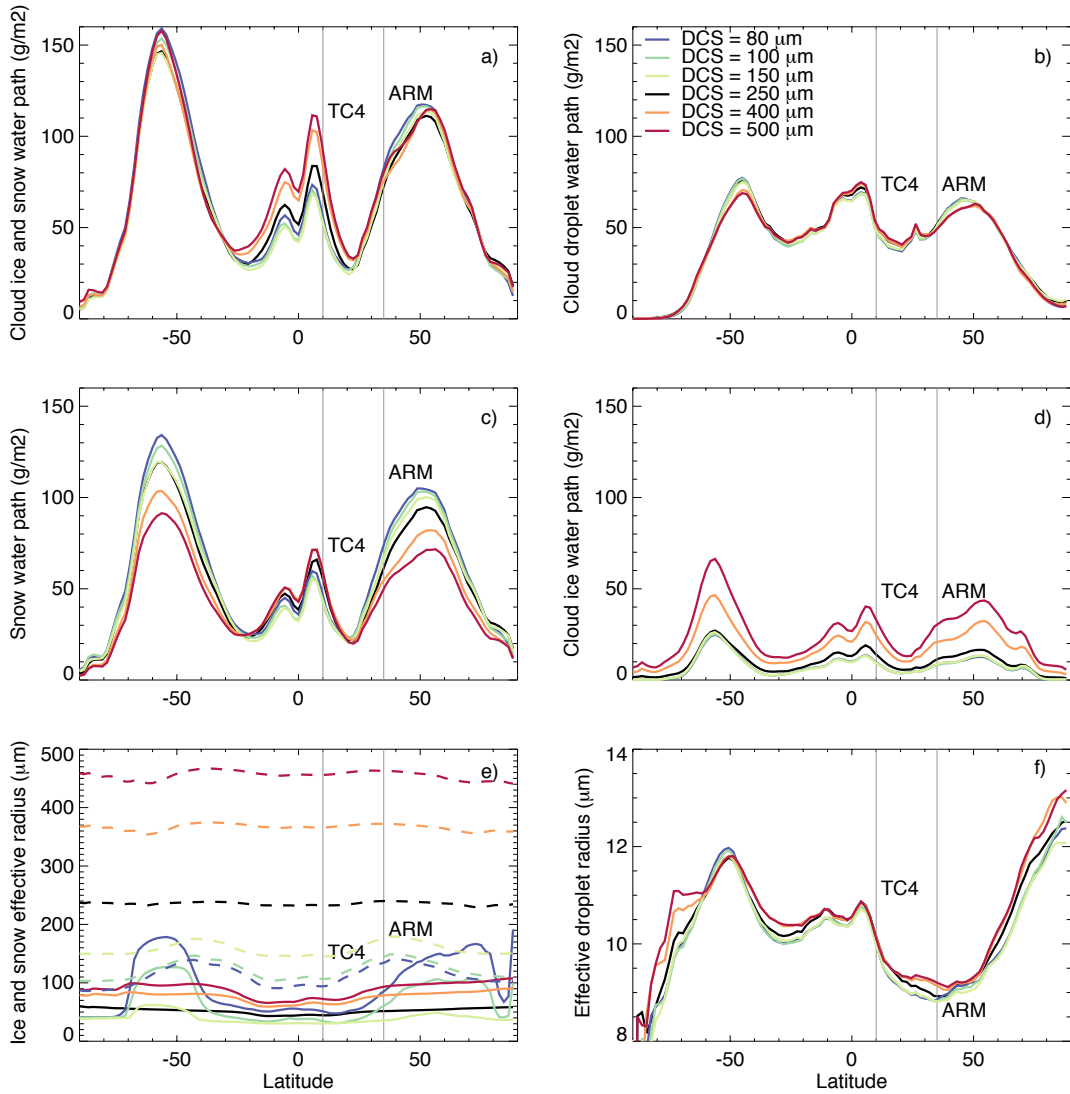 Cloud ice and snow water path (g/m2)
150
100
50
0
-50
0
50
a)
TC4
ARM
Cloud droplet water path (g/m2)
150
100
50
0
-50
0
50
DCS = 80 μm
DCS = 100 μm
DCS = 150 μm
DCS = 250 μm
DCS = 400 μm
DCS = 500 μm
b)
TC4
ARM
Snow water path (g/m2)
150
100
50
0
-50
0
50
c)
ARM
TC4
Cloud ice water path (g/m2)
150
100
50
0
-50
0
50
d)
TC4
ARM
Ice and snow effective radius (μm)
500
400
300
200
100
0
-50
0
50
Latitude
e)
ARM
TC4
Effective droplet radius (μm)
14
12
10
8
-50
0
50
Latitude
f)
TC4
ARM